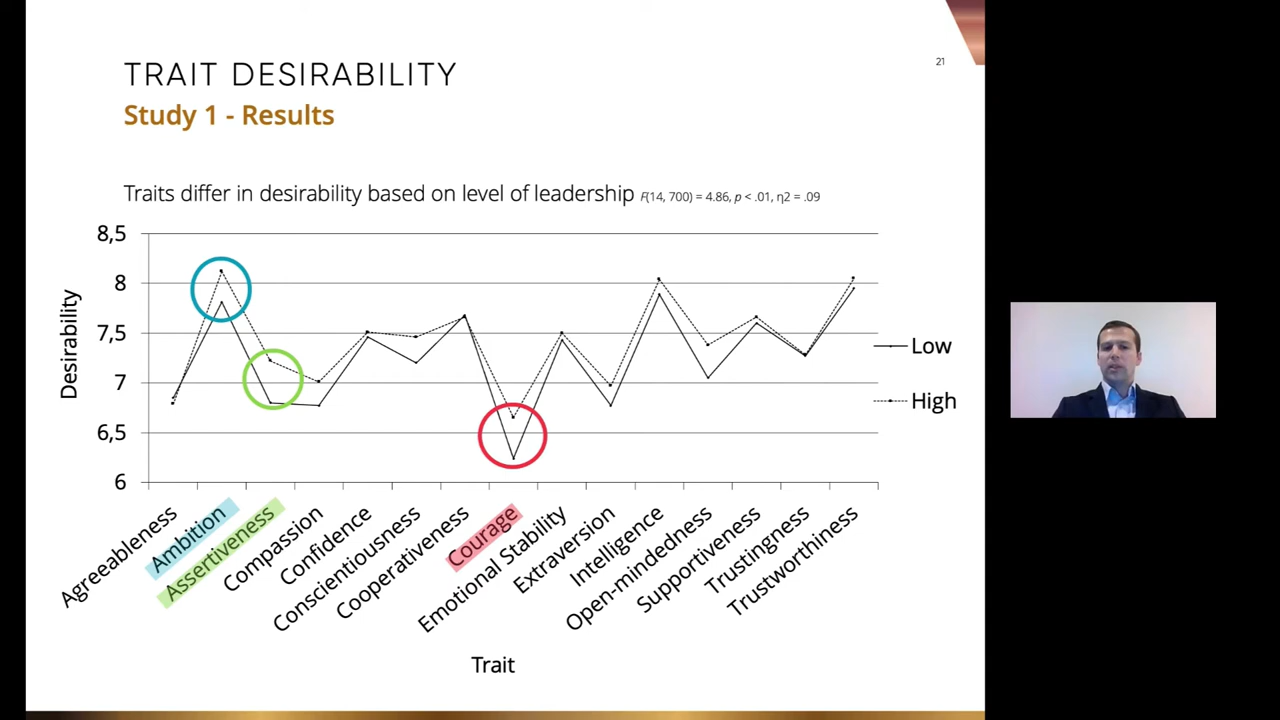 21
TRAIT DESIRABILITY
Study 1 - Results
Traits differ in desirability based on level of leadership F(14, 700) = 4.86, p < .01, η2 = .09
8,5
8
7,5
7
6,5
6
Desirability
Low
High
Agreeableness
Ambition
Assertiveness
Compassion
Confidence
Conscientiousness
Cooperativeness
Courage
Emotional Stability
Extraversion
Intelligence
Open-mindedness
Supportiveness
Trustingness
Trustworthiness
Trait